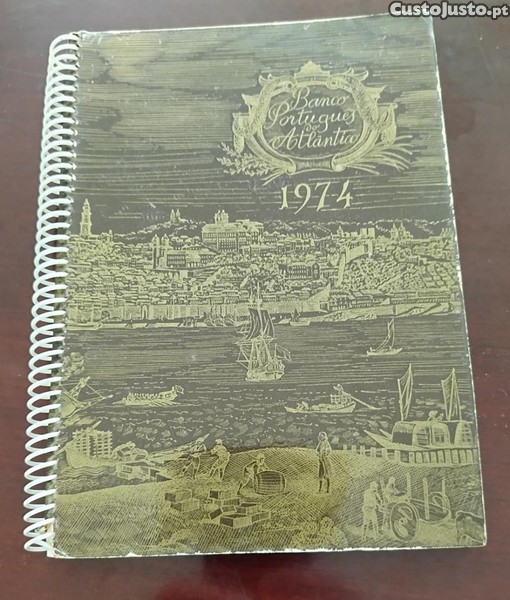 CustoJusto.pt
Banco
Português
do
Atlântico
1974